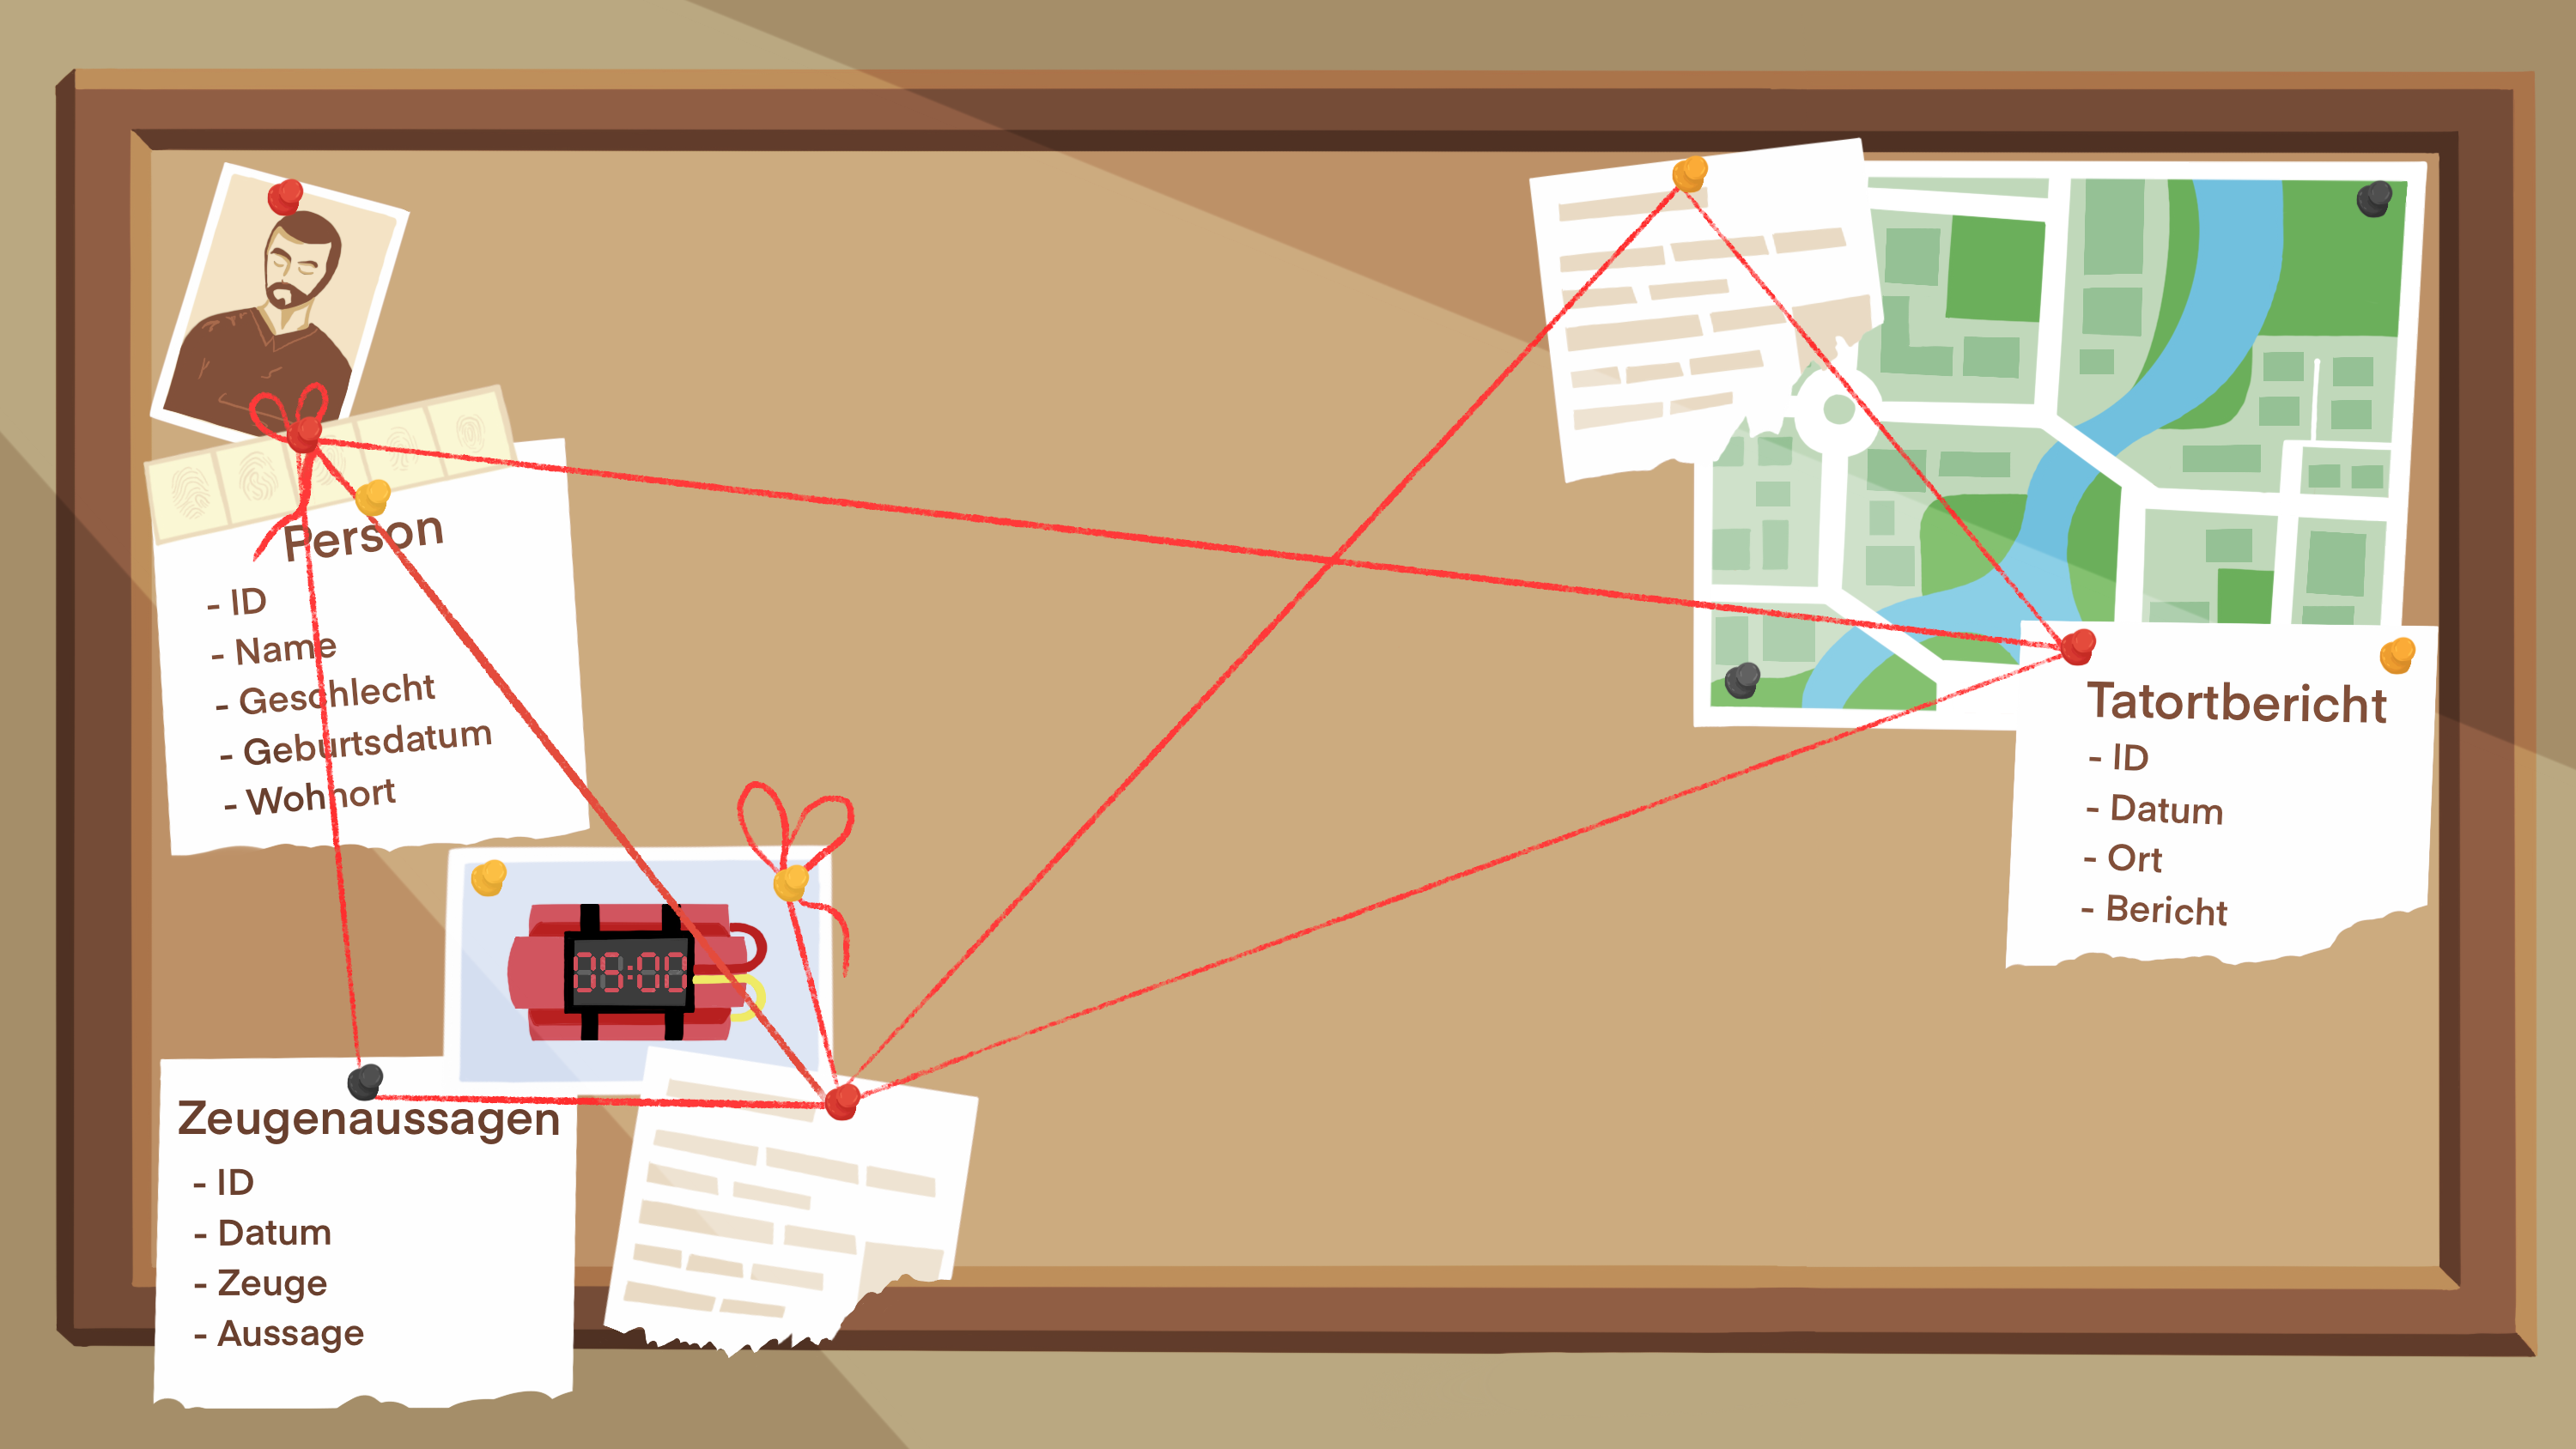 Person
- ID
- Name
- Geschlecht
- Geburtsdatum
- Wohnort
05:00
Zeugenaussagen
- ID
- Datum
- Zeuge
- Aussage
Tatortbericht
- ID
- Datum
- Ort
- Bericht